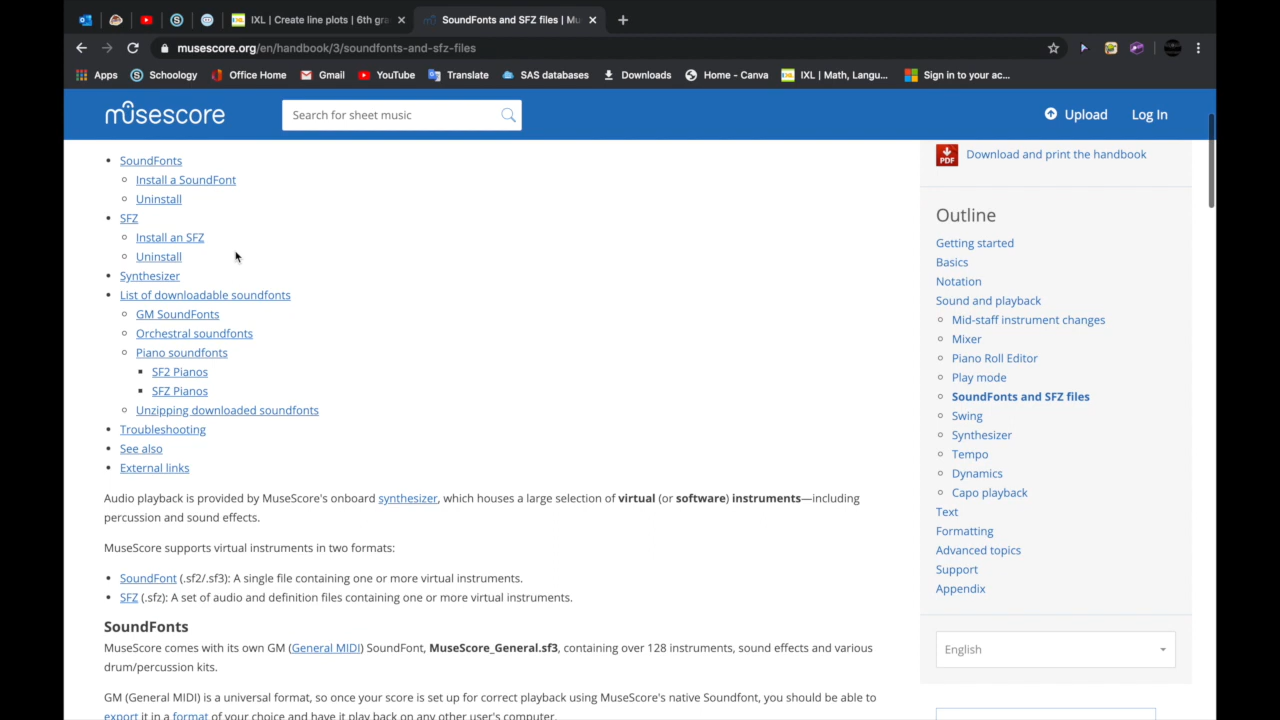 IXL | Create line plots | 6th gra
SoundFonts and SFZ files | Mu
musescore.org/en/handbook/3/soundfonts-and-sfz-files
Apps
Schoology
Office Home
Gmail
YouTube
Translate
SAS databases
Downloads
Home - Canva
IXL | Math, Langu...
Sign in to your ac...
musescore
Search for sheet music
Upload
Log In
SoundFonts
Install a SoundFont
Uninstall
SFZ
Install an SFZ
Uninstall
Synthesizer
List of downloadable soundfonts
GM SoundFonts
Orchestral soundfonts
Piano soundfonts
SF2 Pianos
SFZ Pianos
Unzipping downloaded soundfonts
Troubleshooting
See also
External links
Audio playback is provided by MuseScore's onboard synthesizer, which houses a large selection of virtual (or software) instruments—including
percussion and sound effects.
MuseScore supports virtual instruments in two formats:
SoundFont (.sf2/.sf3): A single file containing one or more virtual instruments.
SFZ (.sfz): A set of audio and definition files containing one or more virtual instruments.
SoundFonts
MuseScore comes with its own GM (General MIDI) SoundFont, MuseScore_General.sf3, containing over 128 instruments, sound effects and various
drum/percussion kits.
GM (General MIDI) is a universal format, so once your score is set up for correct playback using MuseScore's native Soundfont, you should be able to
export it in a format of your choice and have it play back on any other user's computer.
PDF
Download and print the handbook
Outline
Getting started
Basics
Notation
Sound and playback
Mid-staff instrument changes
Mixer
Piano Roll Editor
Play mode
SoundFonts and SFZ files
Swing
Synthesizer
Tempo
Dynamics
Capo playback
Text
Formatting
Advanced topics
Support
Appendix
English